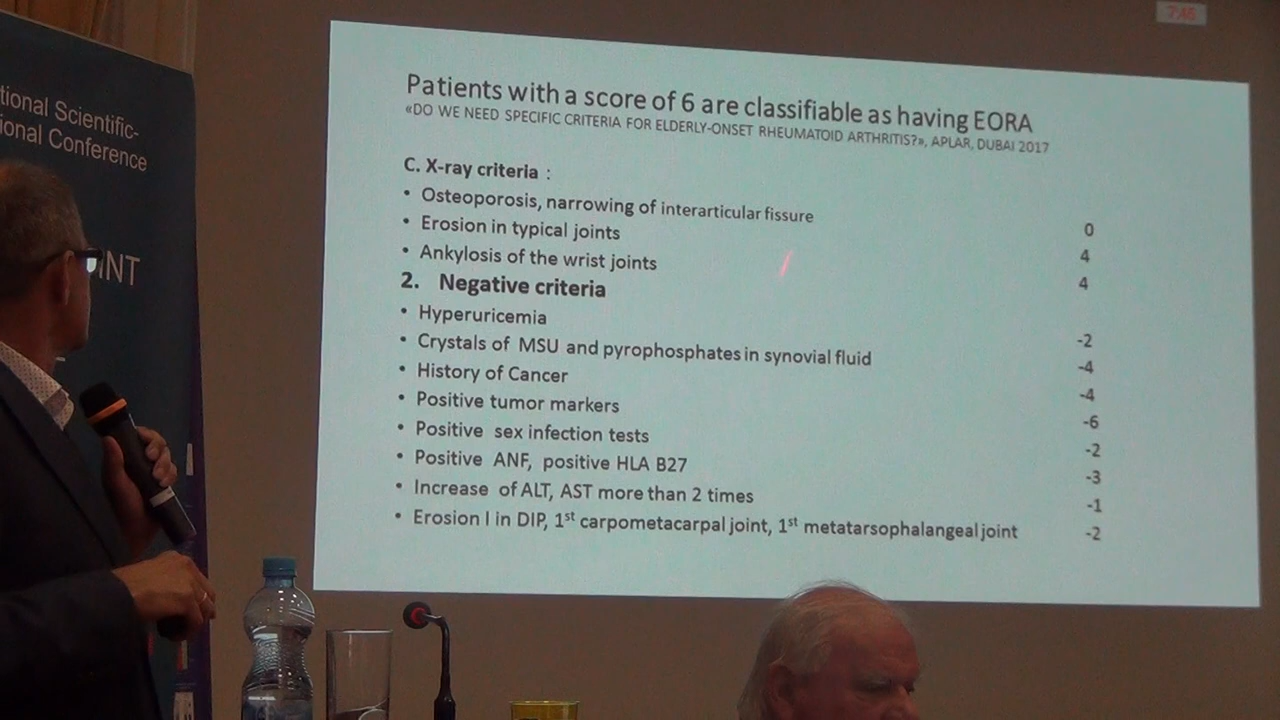 tional Scientific-
ional Conference
INT
7:45
Patients with a score of 6 are classifiable as having EORA
«DO WE NEED SPECIFIC CRITERIA FOR ELDERLY-ONSET RHEUMATOID ARTHRITIS?», APLAR, DUBAI 2017
C. X-ray criteria :
• Osteoporosis, narrowing of interarticular fissure 0
• Erosion in typical joints 4
• Ankylosis of the wrist joints 4
2. Negative criteria
• Hyperuricemia -2
• Crystals of MSU and pyrophosphates in synovial fluid -4
• History of Cancer -4
• Positive tumor markers -6
• Positive sex infection tests -2
• Positive ANF, positive HLA B27 -3
• Increase of ALT, AST more than 2 times -1
• Erosion I in DIP, 1st carpometacarpal joint, 1st metatarsophalangeal joint -2